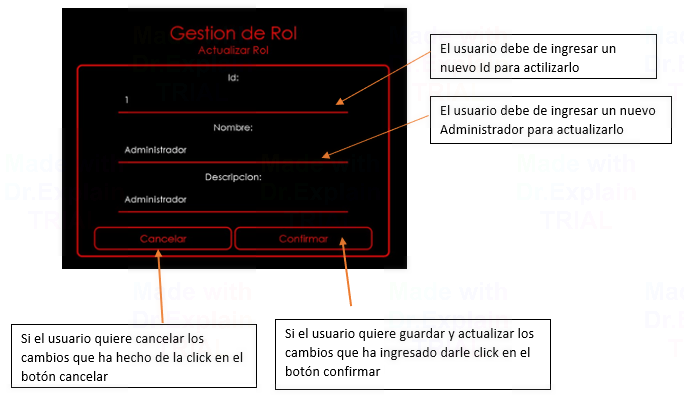 Gestion de Rol
Actualizar Rol
Id:
1
Nombre:
Administrador
Descripcion:
Administrador
Cancelar
Confirmar
El usuario debe de ingresar un
nuevo Id para actilizarlo
El usuario debe de ingresar un nuevo
Administrador para actualizarlo
Si el usuario quiere cancelar los
cambios que ha hecho de la click en el
botón cancelar
Si el usuario quiere guardar y actualizar los
cambios que ha ingresado darle click en el
botón confirmar
Made with
Dr.Explain
TRIAL